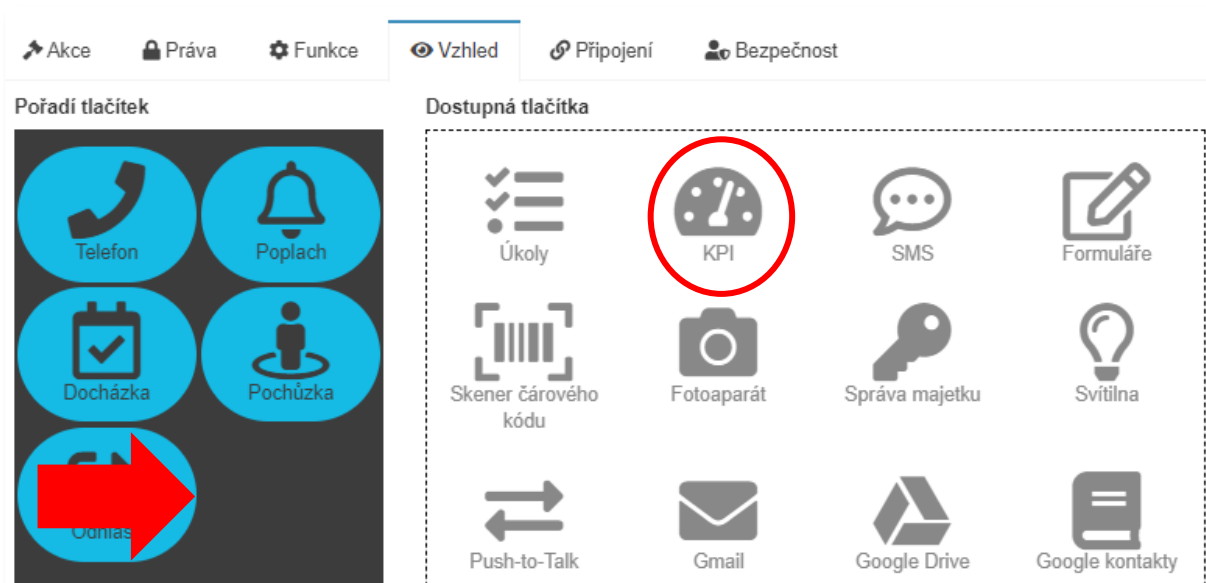 Akce Práva Funkce Vzhled Připojení Bezpečnost
Pořadí tlačítek
Dostupná tlačítka
Telefon Poplach
Docházka Pochůzka
Úkoly KPI SMS Formuláře
Skener čárového Fotoaparát Správa majetku Svítilna
kódu
Push-to-Talk Gmail Google Drive Google kontakty